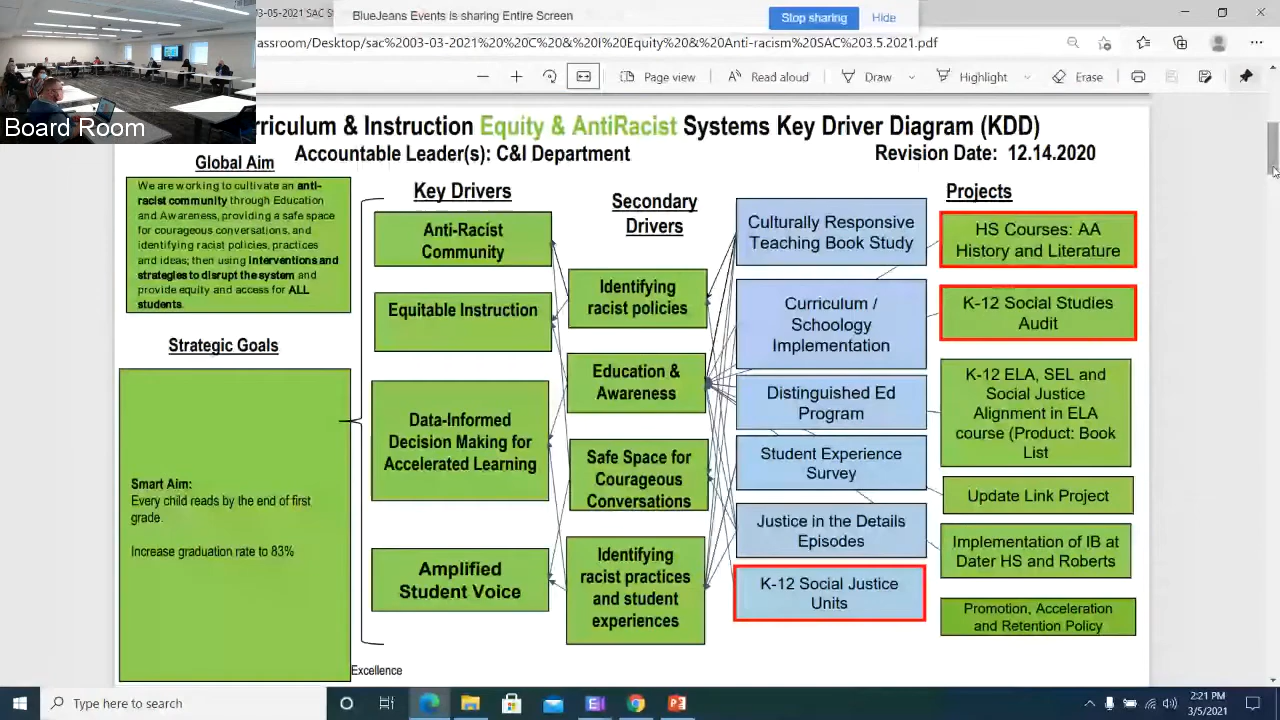 03-05-2021 SAC S
BlueJeans Events is sharing Entire Screen
Stop sharing
Hide
assroom/Desktop/sac%2003-03-2021%20%20C%20&%20I%20Equity%20&%20Anti-racism%20SAC%203.5.2021.pdf
Page view
Read aloud
Draw
Highlight
Erase
Board Room
rriculum & Instruction Equity & AntiRacist Systems Key Driver Diagram (KDD)
Accountable Leader(s): C&I Department
Revision Date: 12.14.2020
Global Aim
We are working to cultivate an anti-
racist community through Education
and Awareness, providing a safe space
for courageous conversations, and
identifying racist policies, practices
and ideas; then using interventions and
strategies to disrupt the system and
provide equity and access for ALL
students.
Strategic Goals
Smart Aim:
Every child reads by the end of first
grade.
Increase graduation rate to 83%
Excellence
Key Drivers
Anti-Racist
Community
Equitable Instruction
Data-Informed
Decision Making for
Accelerated Learning
Amplified
Student Voice
Secondary
Drivers
Identifying
racist policies
Education &
Awareness
Safe Space for
Courageous
Conversations
Identifying
racist practices
and student
experiences
Culturally Responsive
Teaching Book Study
Curriculum /
Schoology
Implementation
Distinguished Ed
Program
Student Experience
Survey
Justice in the Details
Episodes
K-12 Social Justice
Units
Projects
HS Courses: AA
History and Literature
K-12 Social Studies
Audit
K-12 ELA, SEL and
Social Justice
Alignment in ELA
course (Product: Book
List
Update Link Project
Implementation of IB at
Dater HS and Roberts
Promotion, Acceleration
and Retention Policy
Type here to search
2:21 PM
3/5/2021